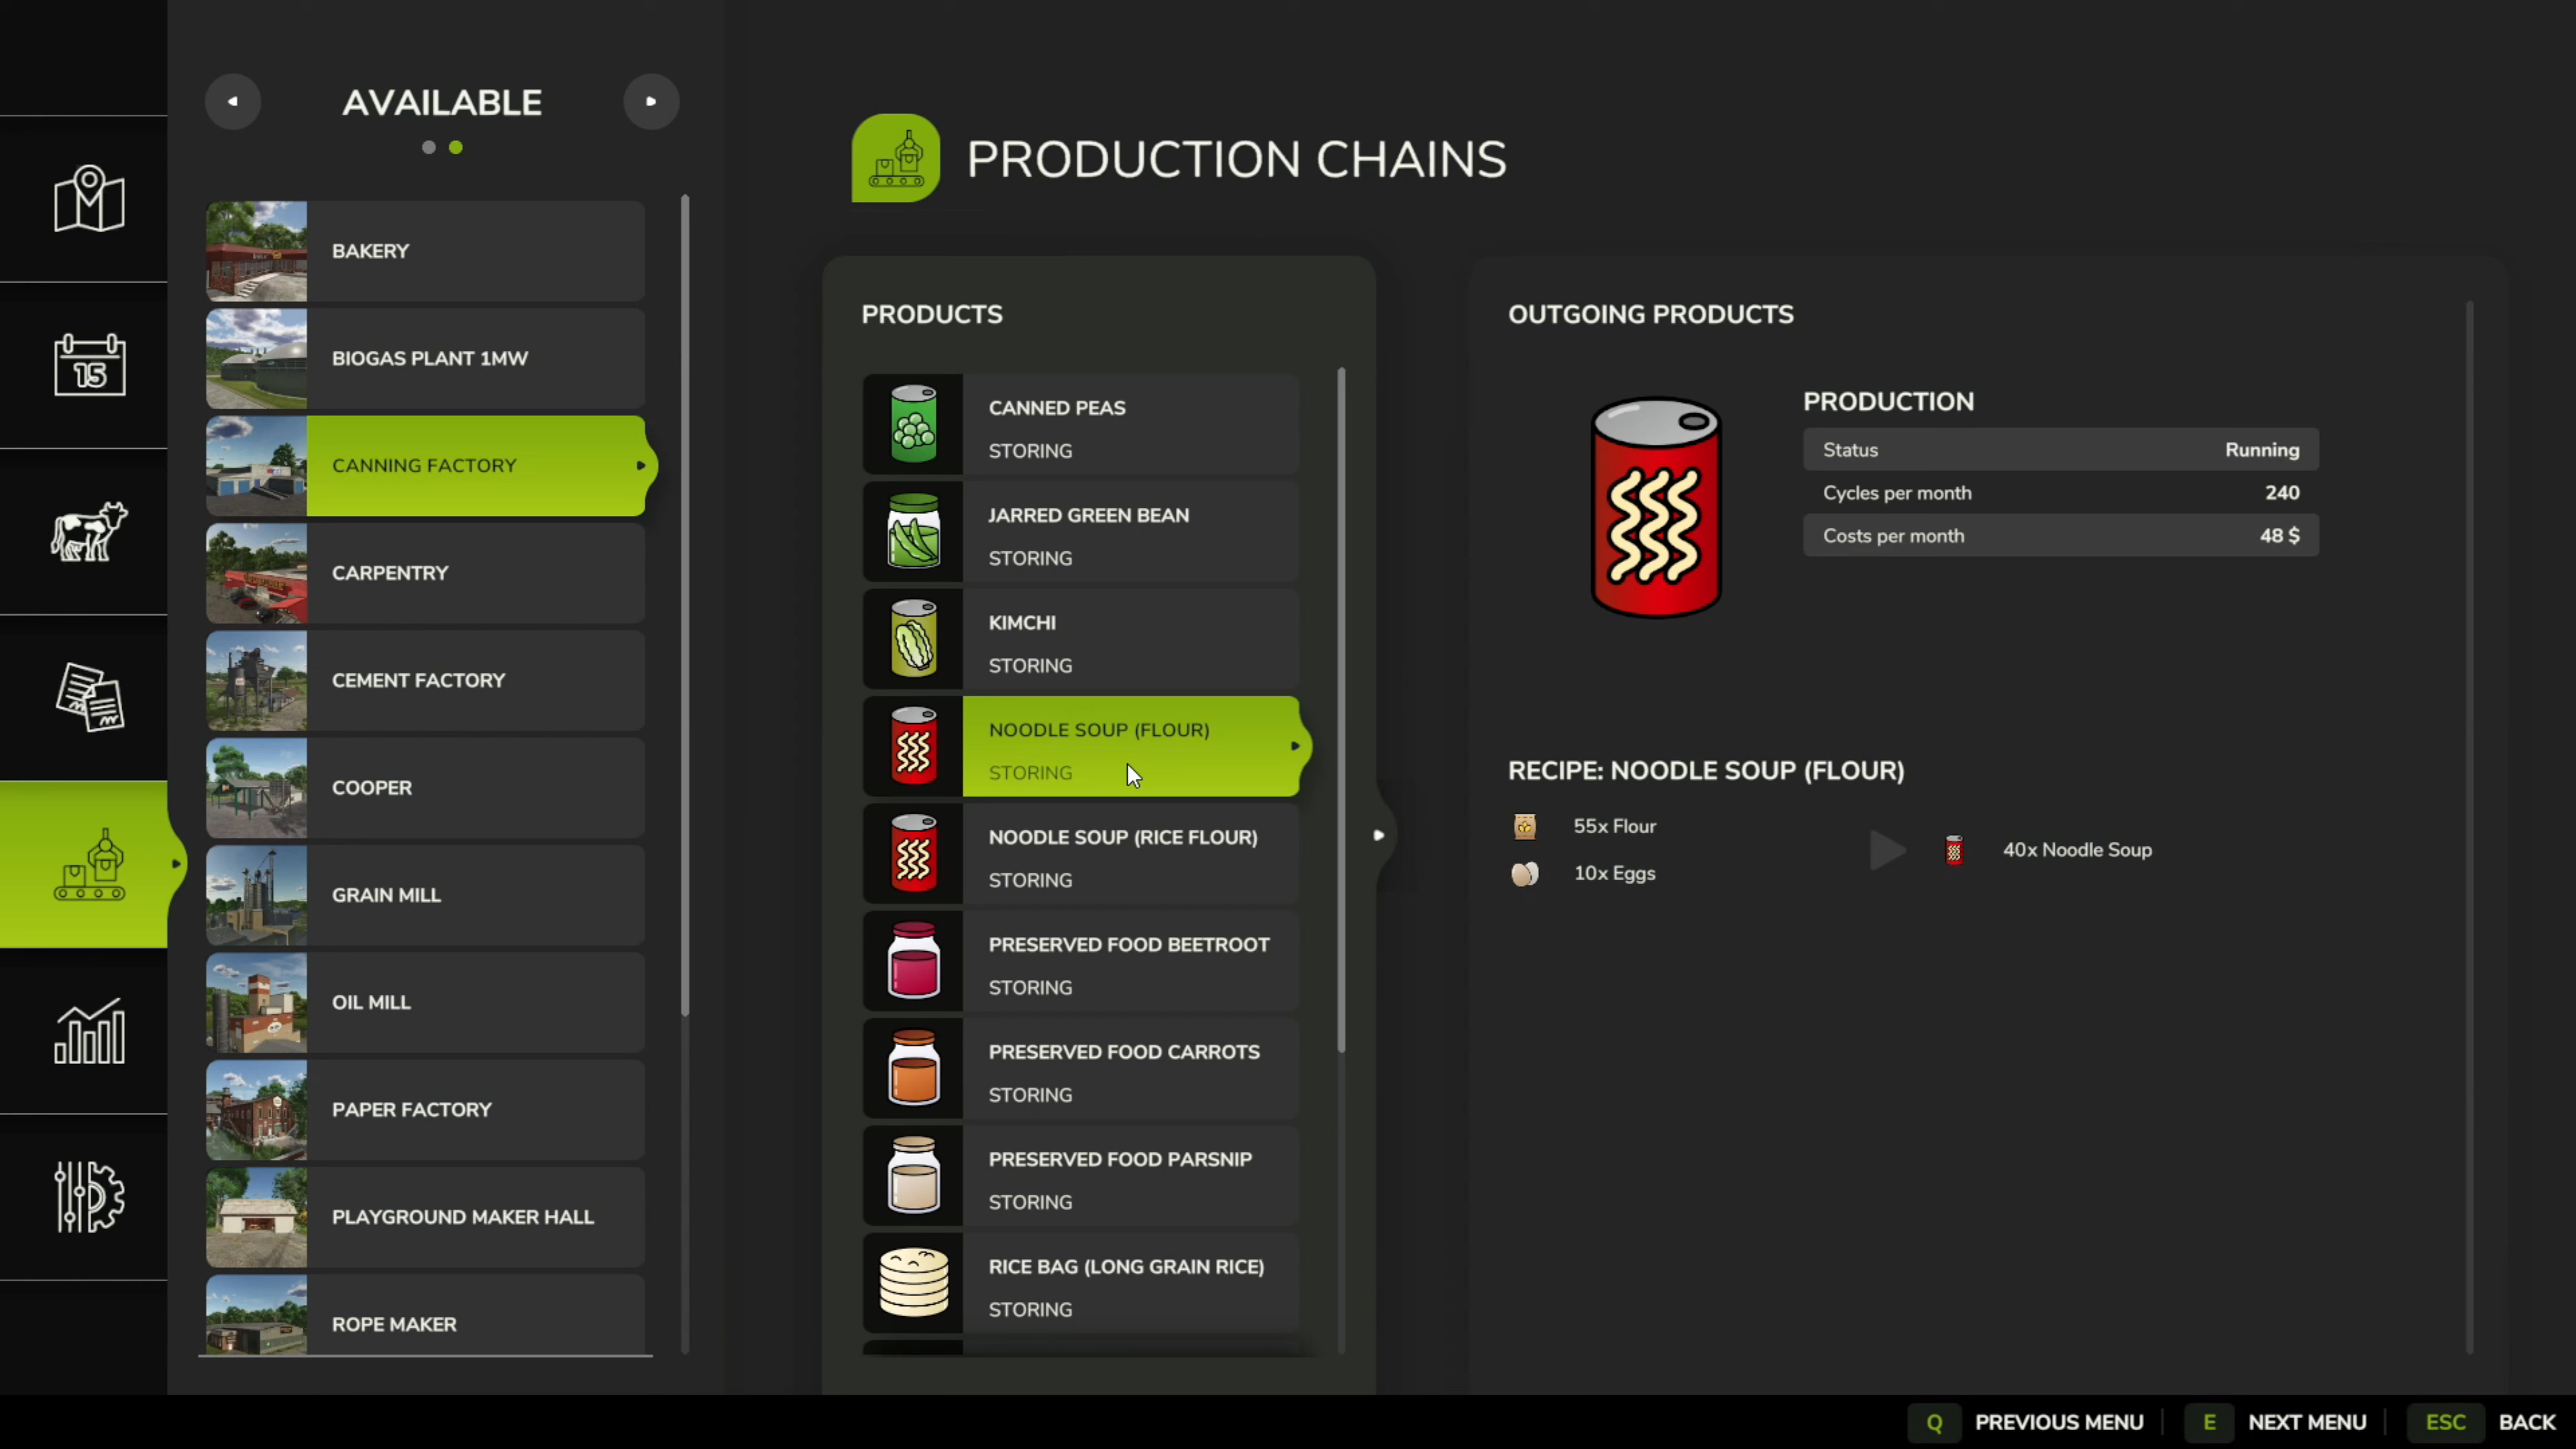 AVAILABLE
BAKERY
BIOGAS PLANT 1MW
CANNING FACTORY
CARPENTRY
CEMENT FACTORY
COOPER
GRAIN MILL
OIL MILL
PAPER FACTORY
PLAYGROUND MAKER HALL
ROPE MAKER
15
PRODUCTION CHAINS
PRODUCTS
CANNED PEAS
STORING
JARRED GREEN BEAN
STORING
KIMCHI
STORING
NOODLE SOUP (FLOUR)
STORING
NOODLE SOUP (RICE FLOUR)
STORING
PRESERVED FOOD BEETROOT
STORING
PRESERVED FOOD CARROTS
STORING
PRESERVED FOOD PARSNIP
STORING
RICE BAG (LONG GRAIN RICE)
STORING
OUTGOING PRODUCTS
PRODUCTION
Status Running
Cycles per month 240
Costs per month 48 $
RECIPE: NOODLE SOUP (FLOUR)
55x Flour
10x Eggs
40x Noodle Soup
Q PREVIOUS MENU E NEXT MENU ESC BACK